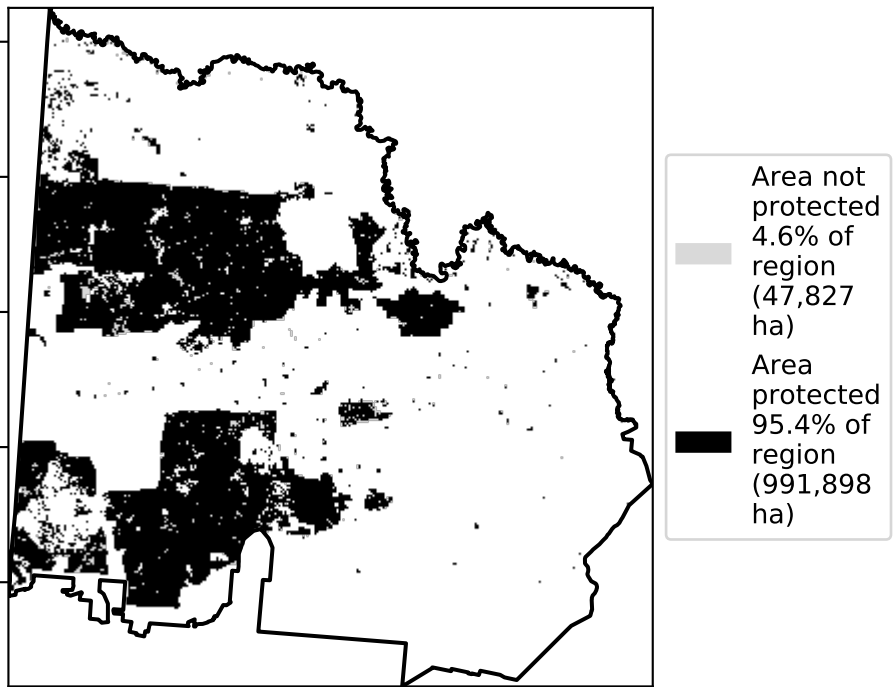 Area not
protected
4.6% of
region
(47,827
ha)
Area
protected
95.4% of
region
(991,898
ha)